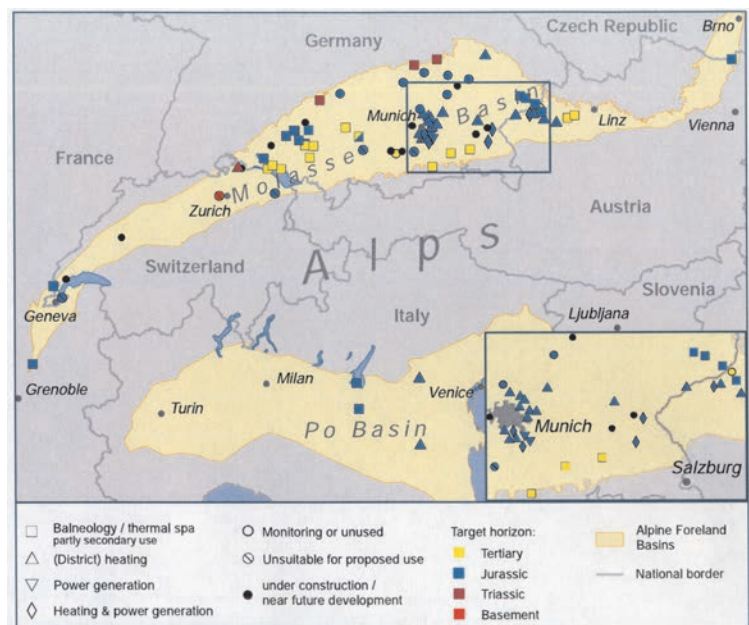 Czech Republic
Brno
Germany
Munich
Basin
Linz
Vienna
France
Molasse
Zurich
Austria
Switzerland
Alps
Slovenia
Geneva
Italy
Ljubljana
Grenoble
Milan
Venice
Turin
Po Basin
Munich
Salzburg
Balneology / thermal spa
partly secondary use
(District) heating
Power generation
Heating & power generation
Monitoring or unused
Unsuitable for proposed use
under construction /
near future development
Target horizon:
Tertiary
Jurassic
Triassic
Basement
Alpine Foreland
Basins
National border